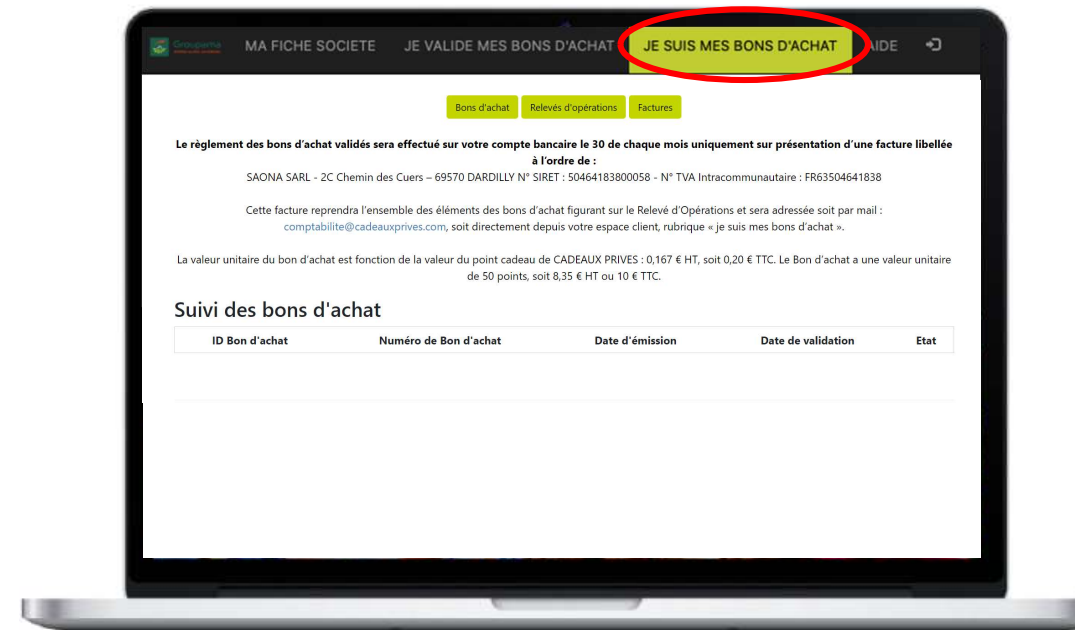 Groupama
MA FICHE SOCIETE
JE VALIDE MES BONS D'ACHAT
JE SUIS MES BONS D'ACHAT
AIDE
Bons d'achat
Relevés d'opérations
Factures
Le règlement des bons d'achat validés sera effectué sur votre compte bancaire le 30 de chaque mois uniquement sur présentation d'une facture libellée
à l'ordre de :
SAONA SARL - 2C Chemin des Cuers – 69570 DARDILLY N° SIRET : 50464183800058 - N° TVA Intracommunautaire : FR63504641838
Cette facture reprendra l'ensemble des éléments des bons d'achat figurant sur le Relevé d'Opérations et sera adressée soit par mail :
comptabilite@cadeauxprives.com, soit directement depuis votre espace client, rubrique « je suis mes bons d'achat ».
La valeur unitaire du bon d'achat est fonction de la valeur du point cadeau de CADEAUX PRIVES : 0,167 € HT, soit 0,20 € TTC. Le Bon d'achat a une valeur unitaire
de 50 points, soit 8,35 € HT ou 10 € TTC.
Suivi des bons d'achat
ID Bon d'achat
Numéro de Bon d'achat
Date d'émission
Date de validation
Etat